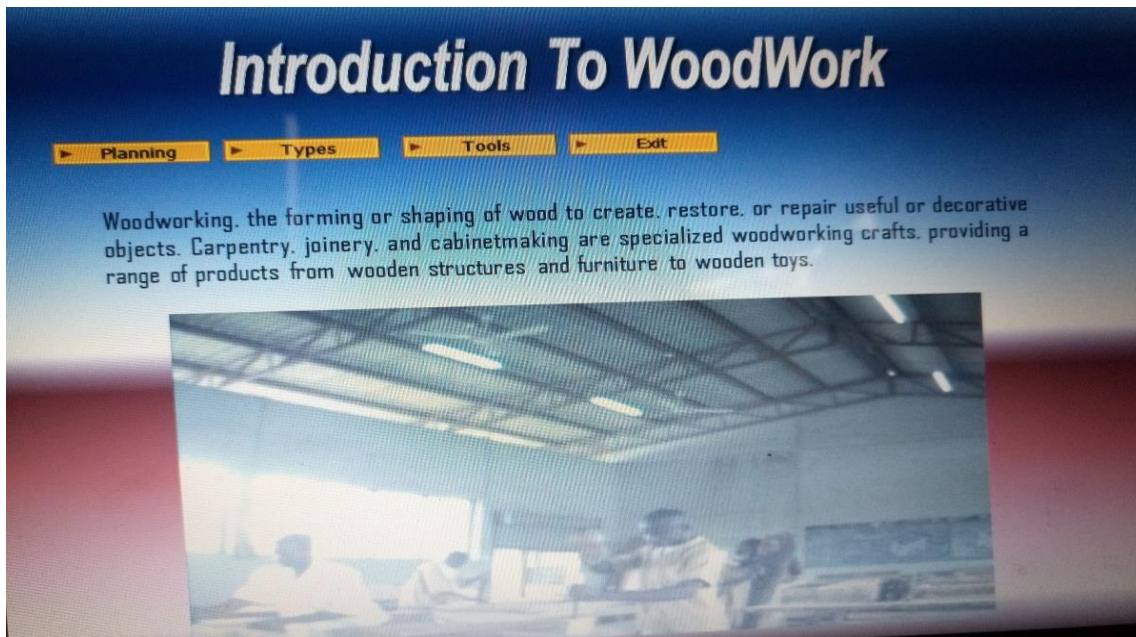 Introduction To WoodWork
Planning Types Tools Exit
Woodworking, the forming or shaping of wood to create, restore, or repair useful or decorative
objects. Carpentry, joinery, and cabinetmaking are specialized woodworking crafts, providing a
range of products from wooden structures and furniture to wooden toys.